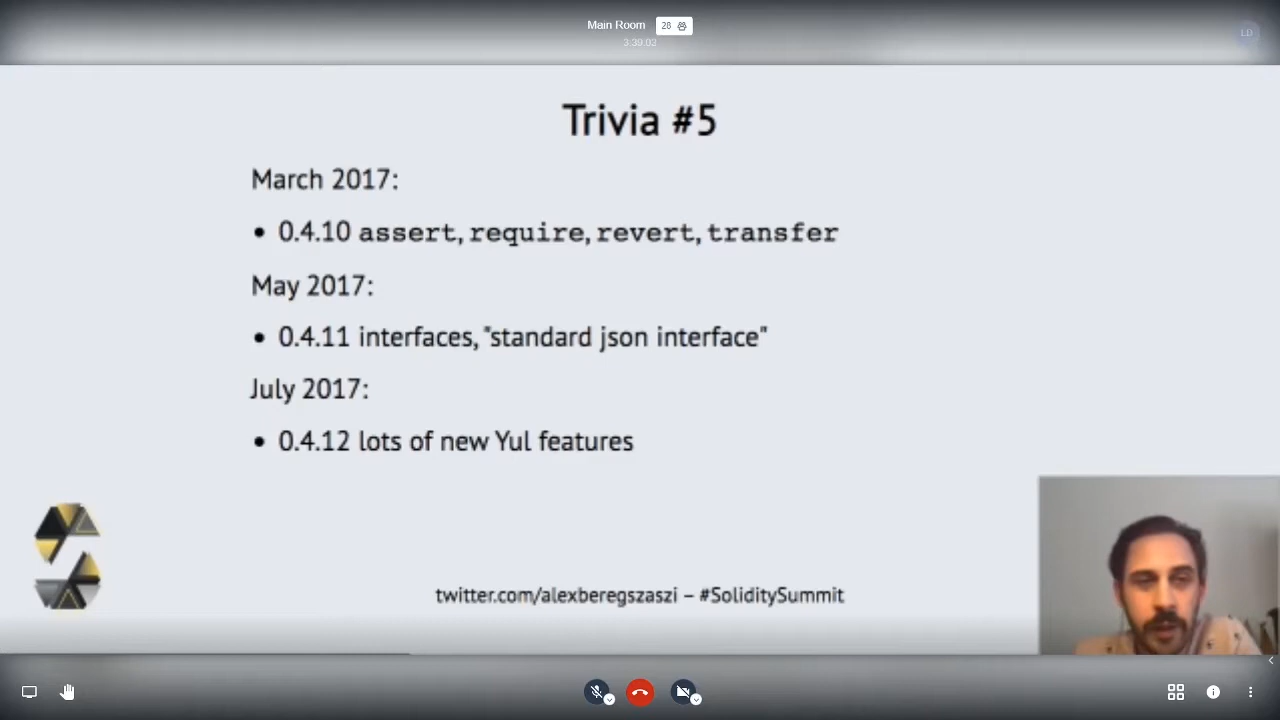 Main Room 28
3:39:03
LD
Trivia #5
March 2017:
• 0.4.10 assert, require, revert, transfer
May 2017:
• 0.4.11 interfaces, "standard json interface"
July 2017:
• 0.4.12 lots of new Yul features
twitter.com/alexberegszaszi – #SoliditySummit